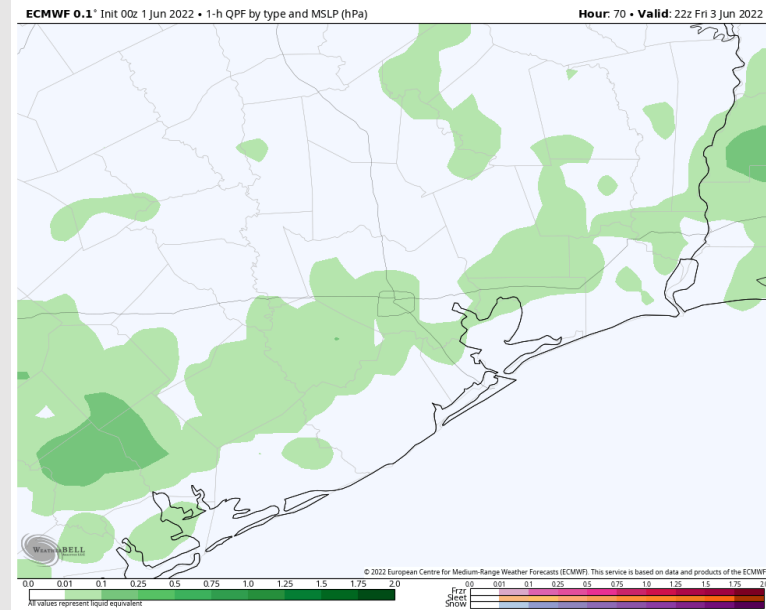 ECMWF 0.1° Init 00z 1 Jun 2022 • 1-h QPF by type and MSLP (hPa) Hour: 70 • Valid: 22z Fri 3 Jun 2022
WEATHERBELL
© 2022 European Centre for Medium-Range Weather Forecasts (ECMWF). This service is based on data and products of the ECMWF
0.0 0.01 0.1 0.25 0.5 0.75 1.0 1.25 1.5 1.75 2.0
All values represent liquid equivalent
0.0 0.01 0.1 0.25 0.5 0.75 1.0 1.25 1.5 1.75 2.0
Frzr
Sleet
Snow